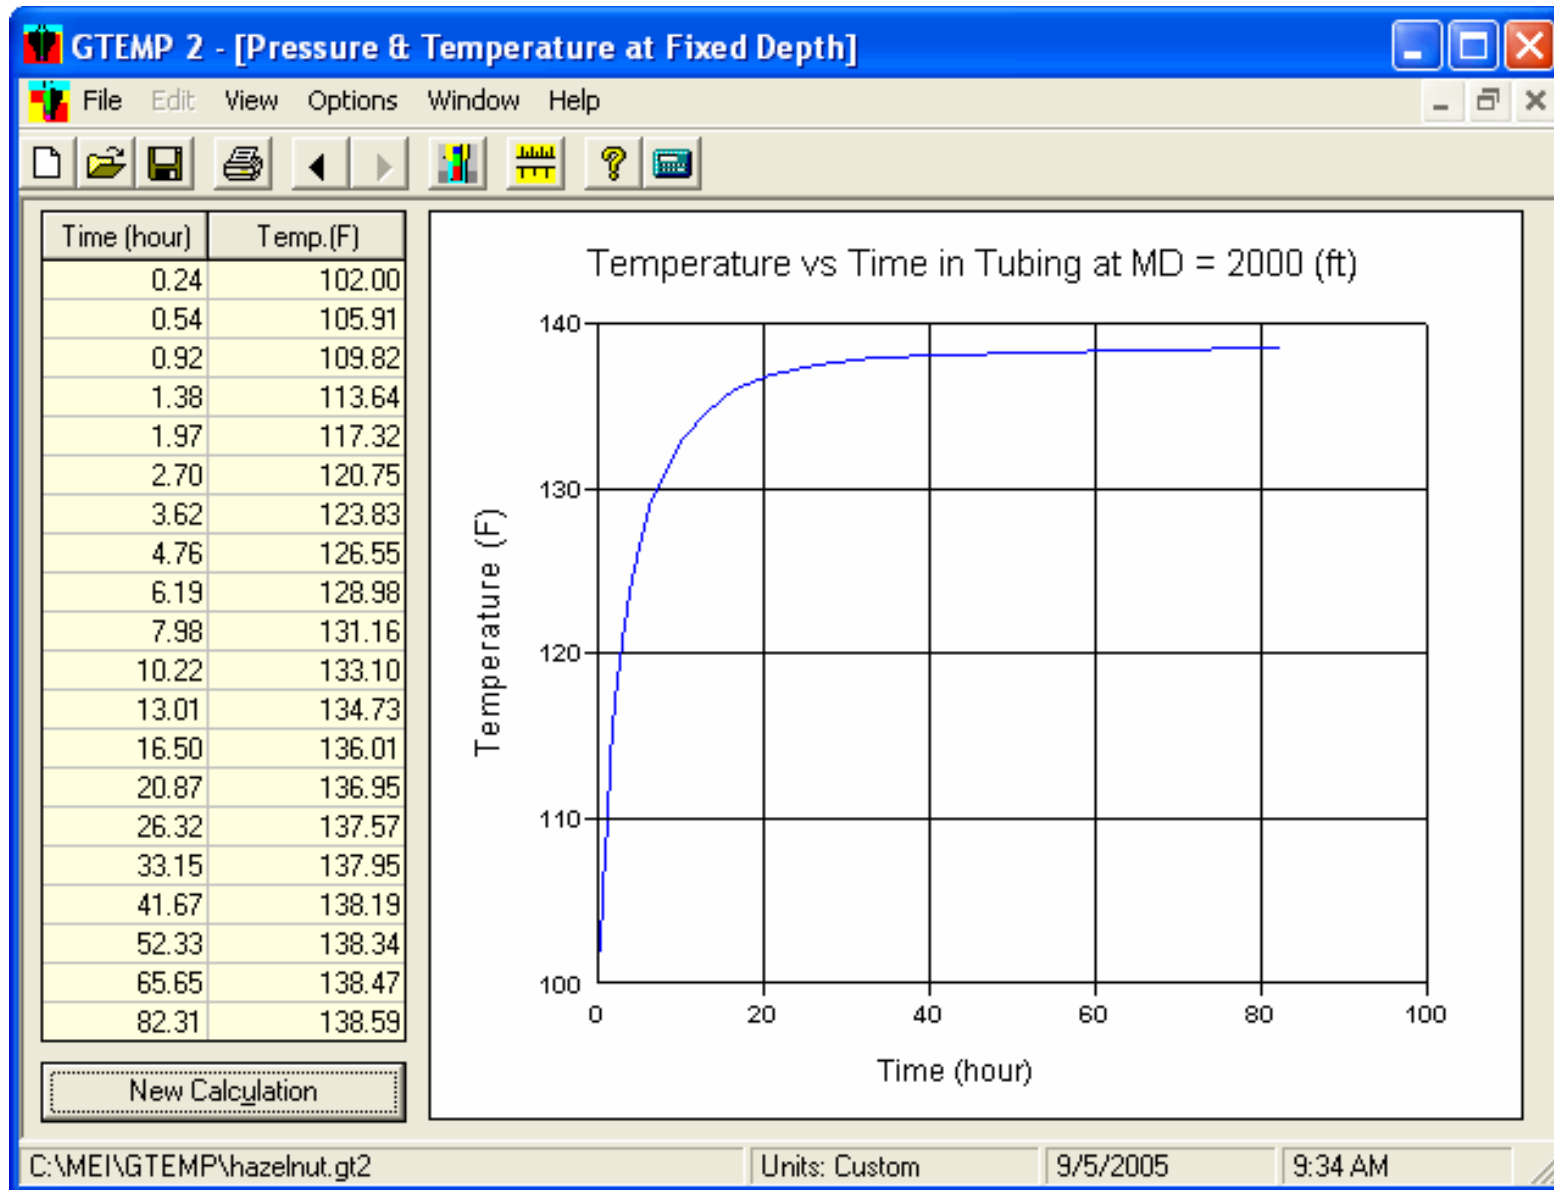 GTEMP 2 - [Pressure & Temperature at Fixed Depth]
File Edit View Options Window Help
Time (hour) Temp.(F)
0.24 102.00
0.54 105.91
0.92 109.82
1.38 113.64
1.97 117.32
2.70 120.75
3.62 123.83
4.76 126.55
6.19 128.98
7.98 131.16
10.22 133.10
13.01 134.73
16.50 136.01
20.87 136.95
26.32 137.57
33.15 137.95
41.67 138.19
52.33 138.34
65.65 138.47
82.31 138.59
New Calculation
Temperature vs Time in Tubing at MD = 2000 (ft)
Temperature (F)
140
130
120
110
100
0 20 40 60 80 100
Time (hour)
C:\MEI\GTEMP\hazelnut.gt2 Units: Custom 9/5/2005 9:34 AM